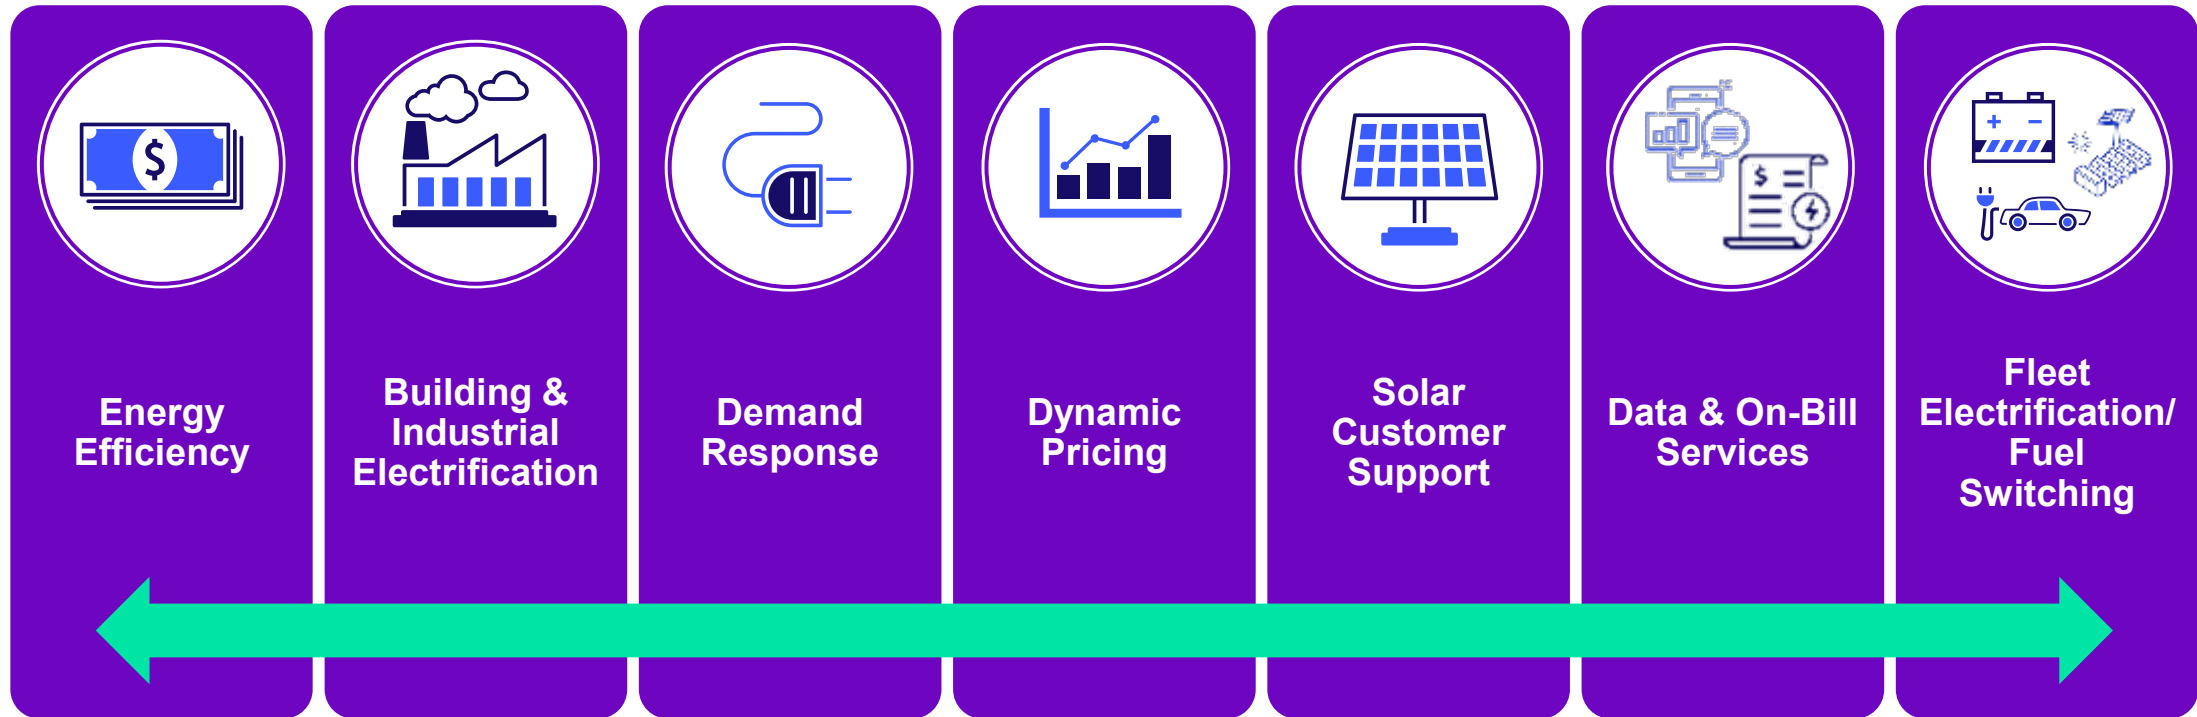 $
Energy
Efficiency
Building &
Industrial
Electrification
Demand
Response
Dynamic
Pricing
Solar
Customer
Support
$
Data & On-Bill
Services
+ −
Fleet
Electrification/
Fuel
Switching